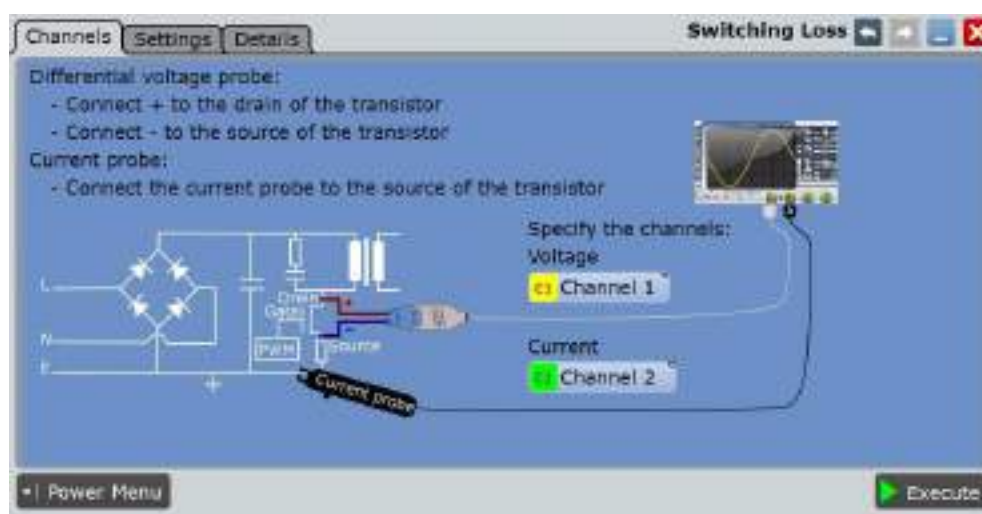 Channels Settings Details Switching Loss
Differential voltage probe:
- Connect + to the drain of the transistor
- Connect - to the source of the transistor
Current probe:
- Connect the current probe to the source of the transistor
Specify the channels:
Voltage
C1 Channel 1
L
Drain +
Gate
-
N
PWM Source
Current
Channel 2
Current probe
Power Menu Execute